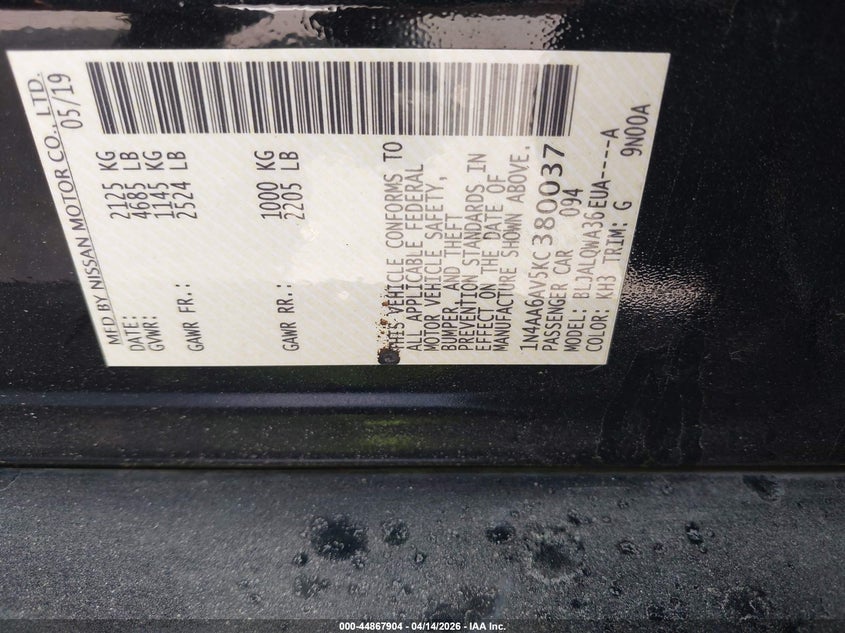 MFD BY NISSAN MOTOR CO., LTD.
DATE: 05/19
GVWR: 2125 KG
4685 LB
GAWR FR.: 1145 KG
2524 LB
GAWR RR.: 1000 KG
2205 LB
THIS VEHICLE CONFORMS TO
ALL APPLICABLE FEDERAL
MOTOR VEHICLE SAFETY,
BUMPER, AND THEFT
PREVENTION STANDARDS IN
EFFECT ON THE DATE OF
MANUFACTURE SHOWN ABOVE.
1N4AA6AV5KC380037
PASSENGER CAR 094
MODEL: BLJALQWA36EUA----A
COLOR: KH3 TRIM: G 9N00A
000-44867904 - 04/14/2026 - IAA Inc.